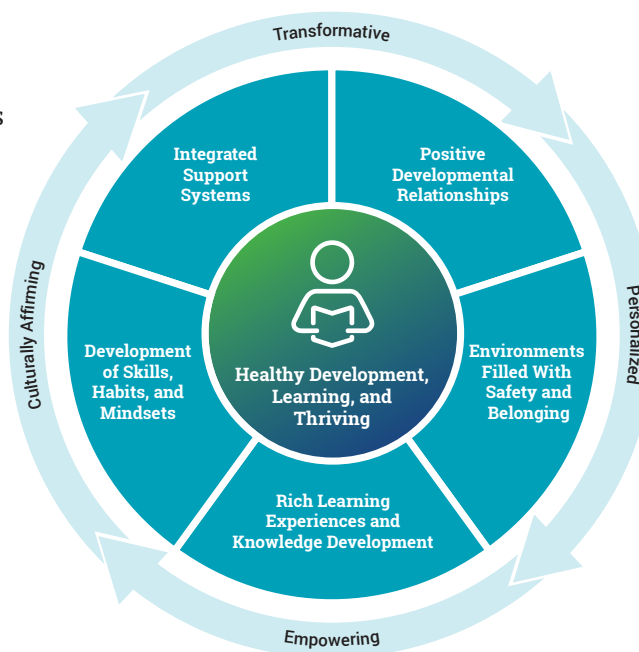 Transformative
s
Integrated
Support
Systems
Positive
Developmental
Relationships
Culturally Affirming
Personalized
Development
of Skills,
Habits, and
Mindsets
Healthy Development,
Learning, and
Thriving
Environments
Filled With
Safety and
Belonging
Rich Learning
Experiences and
Knowledge Development
Empowering